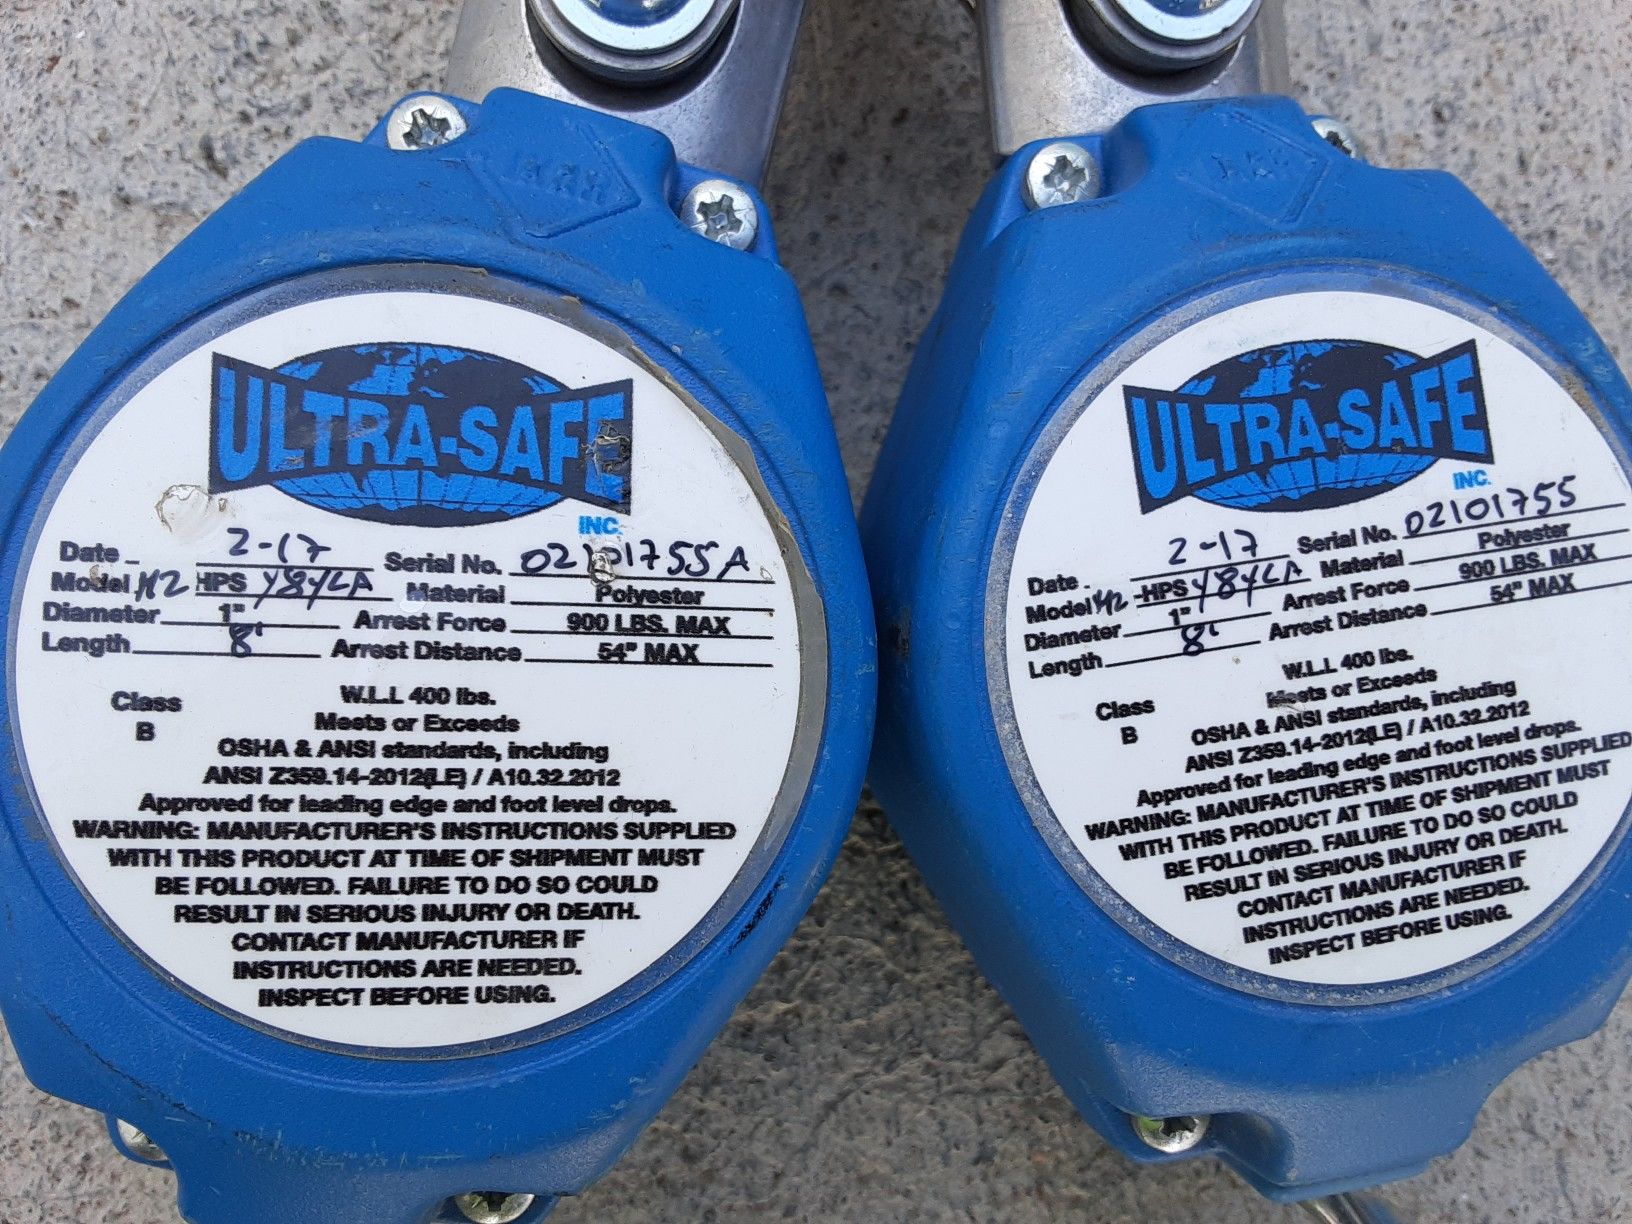 ULTRA-SAFE
INC.
Date 2-17 Serial No. 02101755A
Model H2 HPS Y8YLA Material Polyester
Diameter 1" Arrest Force 900 LBS. MAX
Length 8' Arrest Distance 54" MAX
W.L.L 400 lbs.
Class Meets or Exceeds
B OSHA & ANSI standards, including
ANSI Z359.14-2012(LE) / A10.32.2012
Approved for leading edge and foot level drops.
WARNING: MANUFACTURER'S INSTRUCTIONS SUPPLIED
WITH THIS PRODUCT AT TIME OF SHIPMENT MUST
BE FOLLOWED. FAILURE TO DO SO COULD
RESULT IN SERIOUS INJURY OR DEATH.
CONTACT MANUFACTURER IF
INSTRUCTIONS ARE NEEDED.
INSPECT BEFORE USING.
ULTRA-SAFE
INC.
Date 2-17 Serial No. 02101755
Model H2 -HPS Y8YLA Material Polyester
Diameter 1" Arrest Force 900 LBS. MAX
Length 8' Arrest Distance 54" MAX
W.L.L 400 lbs.
Class Meets or Exceeds
B OSHA & ANSI standards, including
ANSI Z359.14-2012(LE) / A10.32.2012
Approved for leading edge and foot level drops.
WARNING: MANUFACTURER'S INSTRUCTIONS SUPPLIED
WITH THIS PRODUCT AT TIME OF SHIPMENT MUST
BE FOLLOWED. FAILURE TO DO SO COULD
RESULT IN SERIOUS INJURY OR DEATH.
CONTACT MANUFACTURER IF
INSTRUCTIONS ARE NEEDED.
INSPECT BEFORE USING.